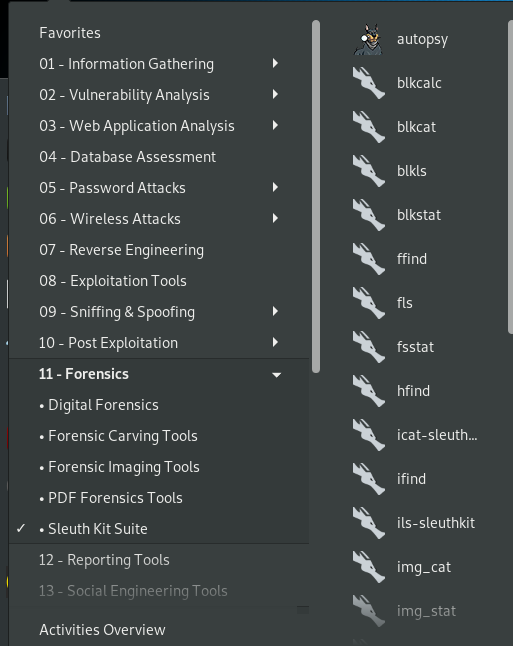 Favorites
01 - Information Gathering
02 - Vulnerability Analysis
03 - Web Application Analysis
04 - Database Assessment
05 - Password Attacks
06 - Wireless Attacks
07 - Reverse Engineering
08 - Exploitation Tools
09 - Sniffing & Spoofing
10 - Post Exploitation
11 - Forensics
• Digital Forensics
• Forensic Carving Tools
• Forensic Imaging Tools
• PDF Forensics Tools
✓ • Sleuth Kit Suite
12 - Reporting Tools
13 - Social Engineering Tools
Activities Overview
autopsy
blkcalc
blkcat
blkls
blkstat
ffind
fls
fsstat
hfind
icat-sleuth...
ifind
ils-sleuthkit
img_cat
img_stat